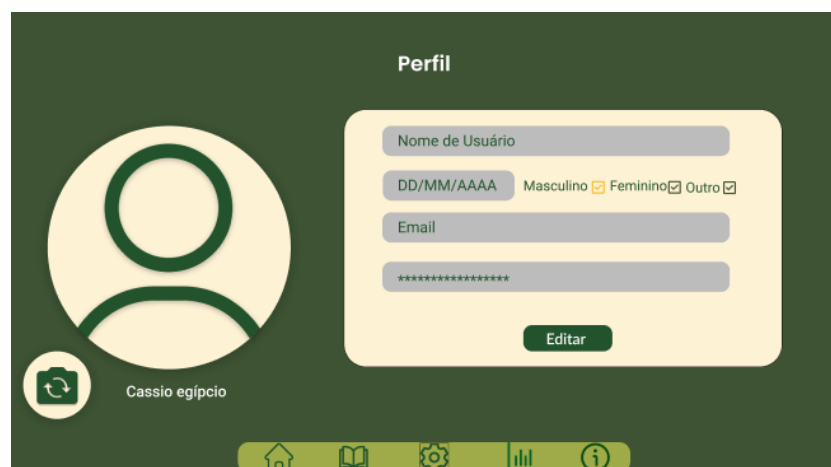 Perfil
Nome de Usuário
DD/MM/AAAA Masculino Feminino Outro
Email
*****************
Editar
Cassio egípcio